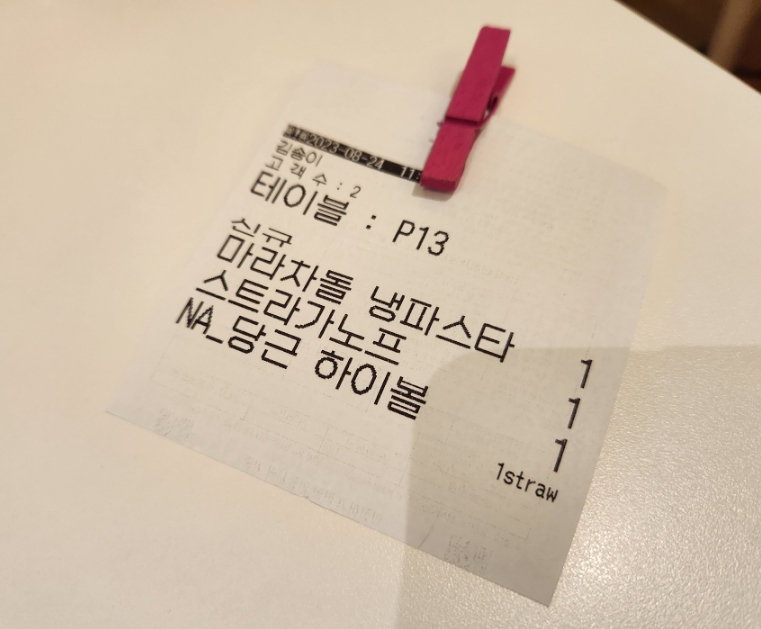 2023-08-24 11:
김송이
고객수 : 2
테이블 : P13
신규
마라차돌 냉파스타 1
스트라가노프 1
NA_당근 하이볼 1
1straw